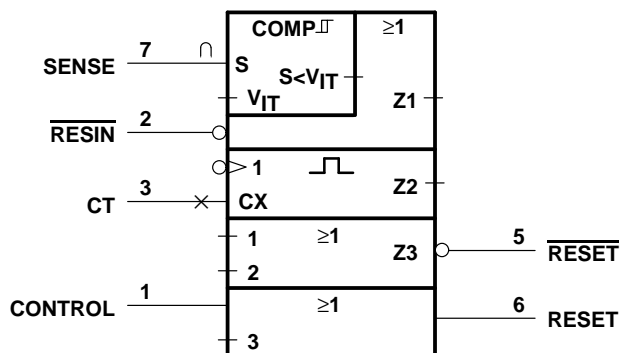 COMP ≥1
7 ∩
SENSE S
S<VIT
VIT Z1
2
RESIN
1
3 Z2
CT CX
1 ≥1
Z3 5
RESET
2
1
CONTROL ≥1
6
RESET
3